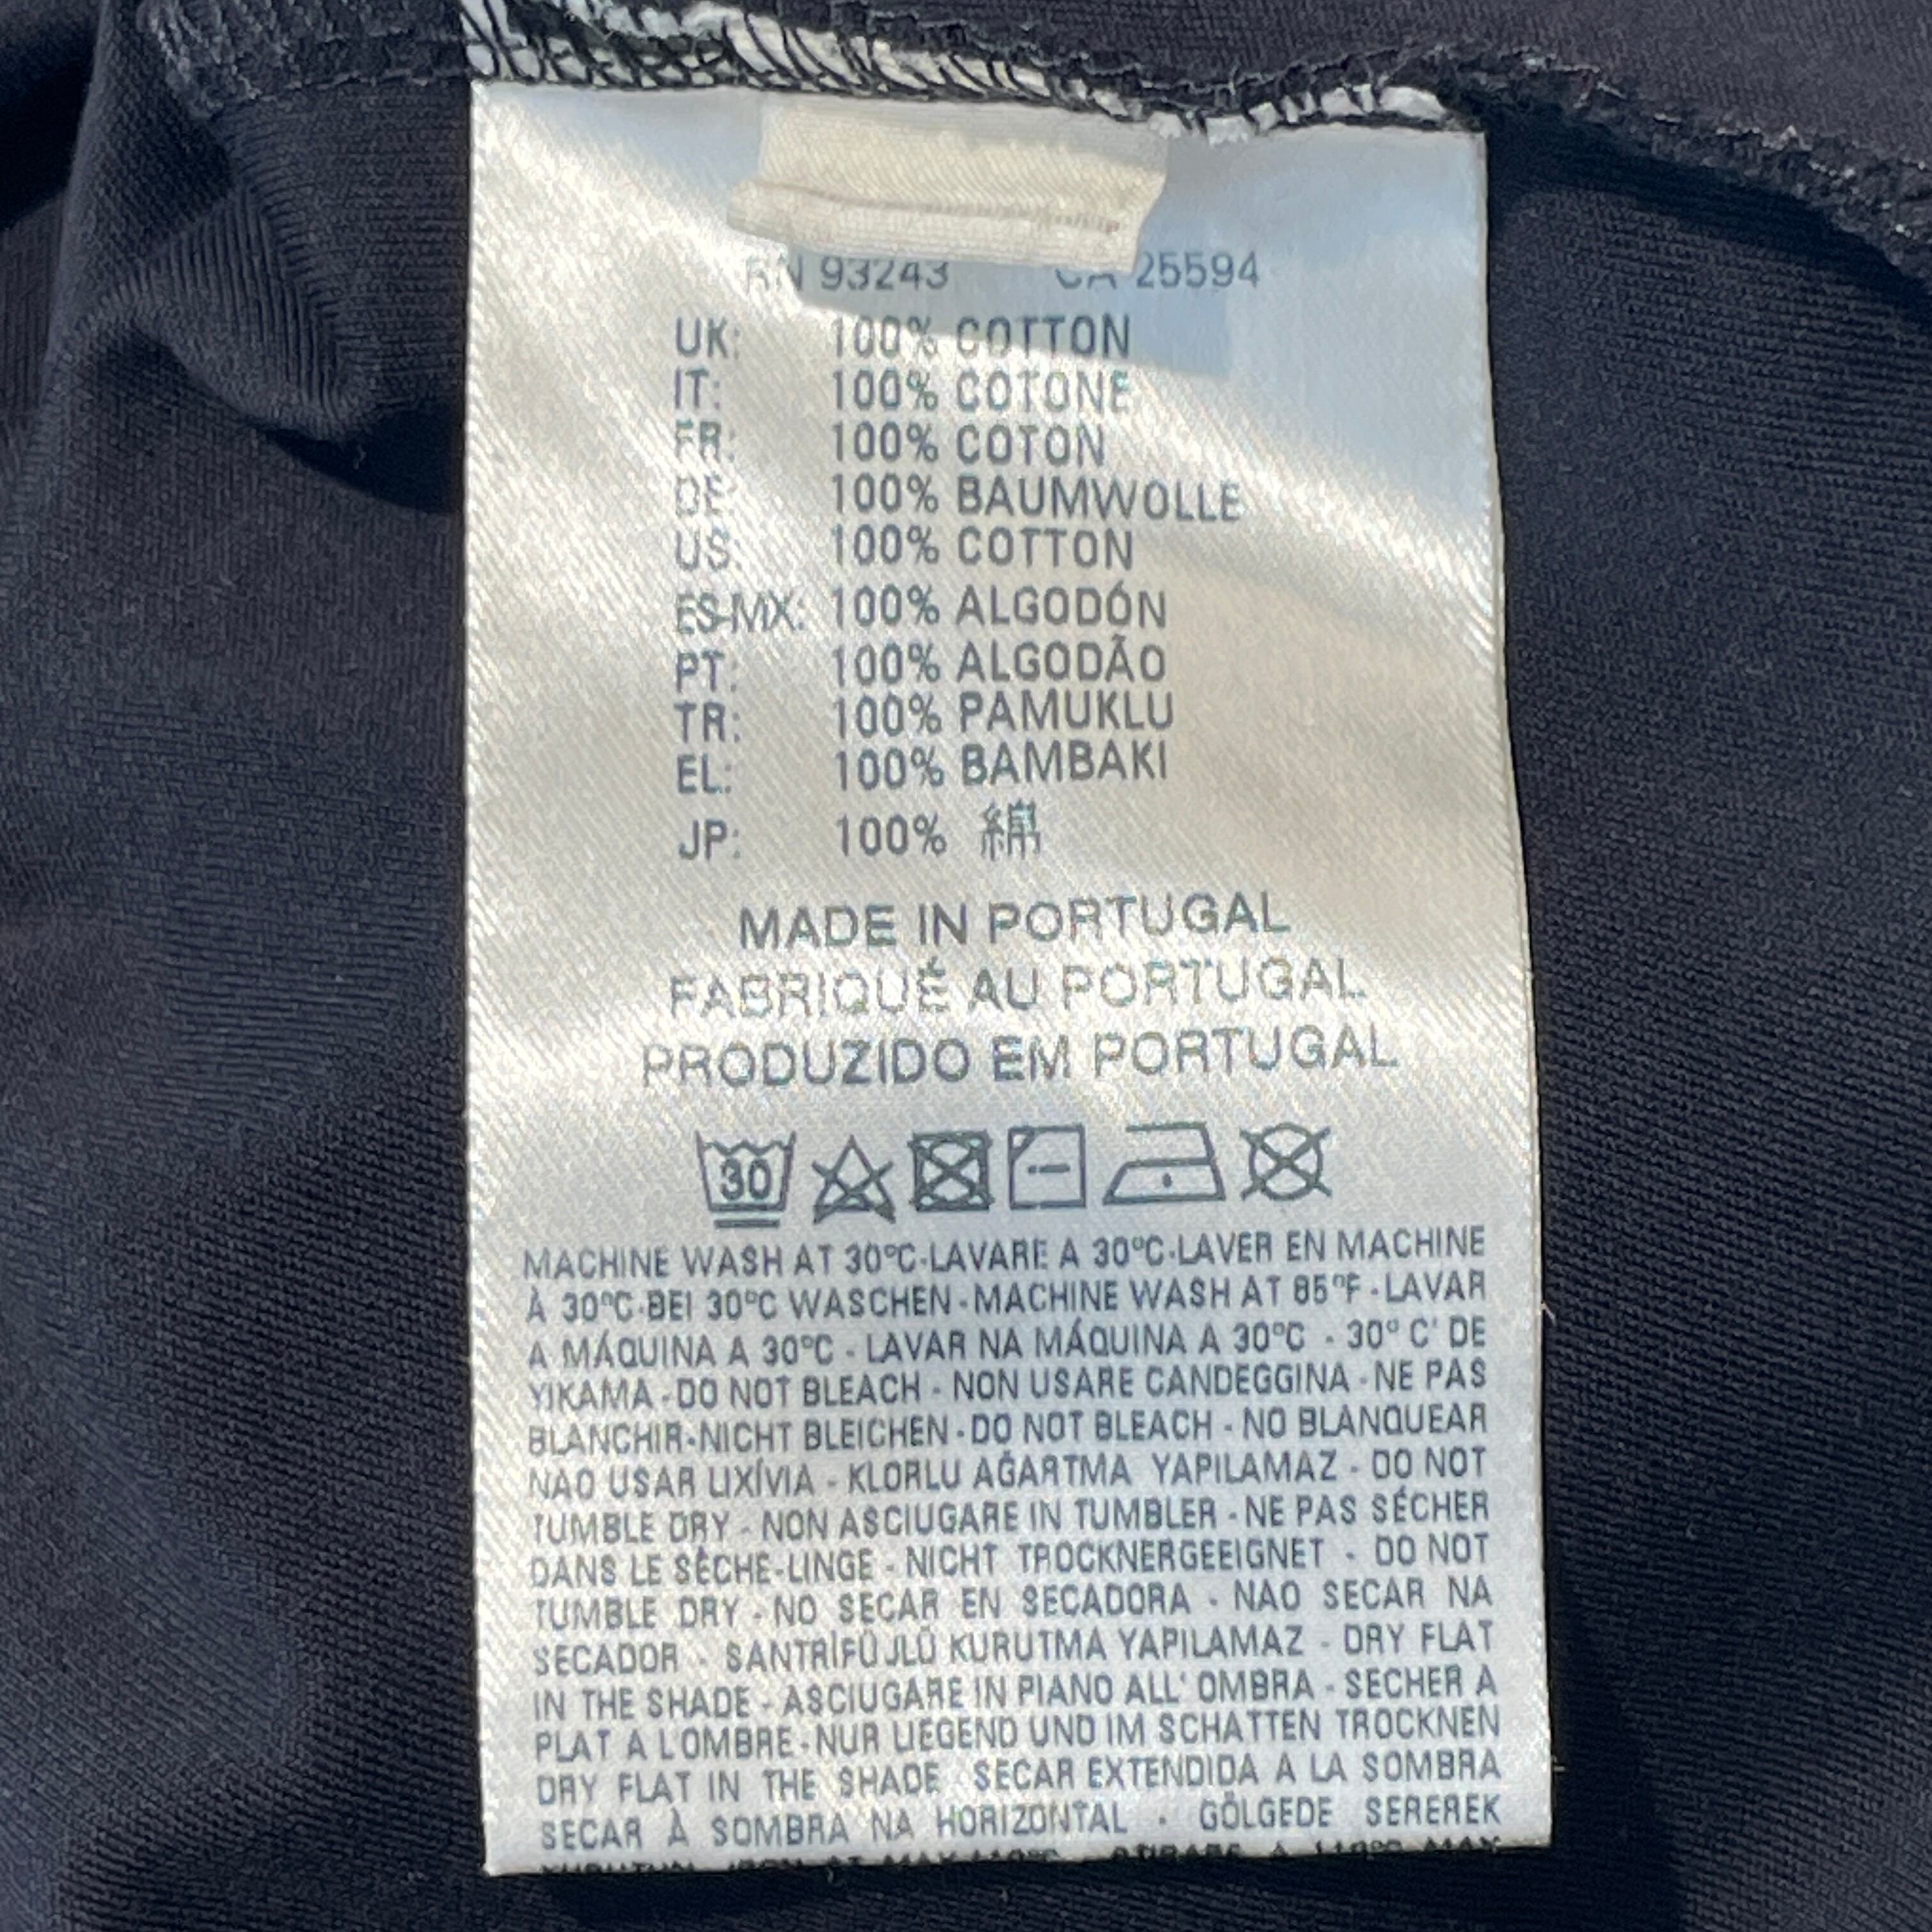 RN 93243 CA 25594
UK: 100% COTTON
IT: 100% COTONE
FR: 100% COTON
DE: 100% BAUMWOLLE
US: 100% COTTON
ES-MX: 100% ALGODÓN
PT: 100% ALGODÃO
TR: 100% PAMUKLU
EL: 100% BAMBAKI
JP: 100% 綿
MADE IN PORTUGAL
FABRIQUÉ AU PORTUGAL
PRODUZIDO EM PORTUGAL
30
MACHINE WASH AT 30°C-LAVARE A 30°C-LAVER EN MACHINE
À 30°C-BEI 30°C WASCHEN-MACHINE WASH AT 85°F-LAVAR
A MÁQUINA A 30°C - LAVAR NA MÁQUINA A 30°C - 30° C' DE
YIKAMA-DO NOT BLEACH - NON USARE CANDEGGINA-NE PAS
BLANCHIR-NICHT BLEICHEN-DO NOT BLEACH - NO BLANQUEAR
NAO USAR LIXÍVIA - KLORLU AĞARTMA YAPILAMAZ - DO NOT
TUMBLE DRY - NON ASCIUGARE IN TUMBLER - NE PAS SÉCHER
DANS LE SÈCHE-LINGE - NICHT TROCKNERGEEIGNET - DO NOT
TUMBLE DRY - NO SECAR EN SECADORA - NAO SECAR NA
SECADOR - SANTRİFÜJLÜ KURUTMA YAPILAMAZ - DRY FLAT
IN THE SHADE - ASCIUGARE IN PIANO ALL' OMBRA - SECHER A
PLAT A L'OMBRE-NUR LIEGEND UND IM SCHATTEN TROCKNEN
DRY FLAT IN THE SHADE SECAR EXTENDIDA A LA SOMBRA
SECAR À SOMBRA NA HORIZONTAL - GÖLGEDE SEREREK